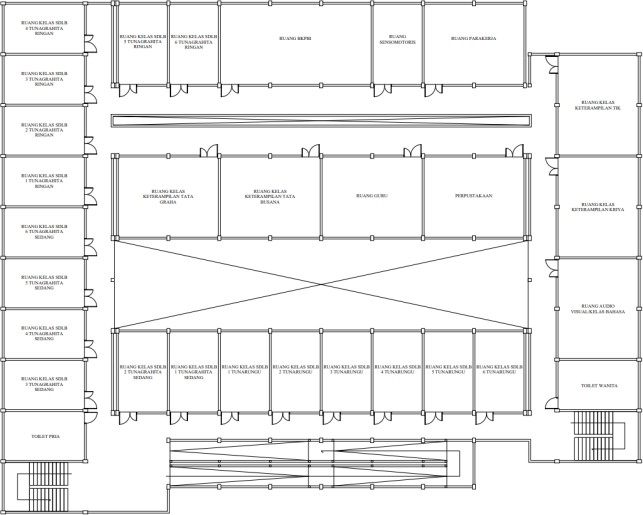 RUANG KELAS SDLB
4 TUNAGRAHITA
RINGAN
RUANG KELAS SDLB
5 TUNAGRAHITA
RINGAN
RUANG KELAS SDLB
6 TUNAGRAHITA
RINGAN
RUANG BKPBI
RUANG
SENSOMOTORIS
RUANG PARAKERJA
RUANG KELAS SDLB
3 TUNAGRAHITA
RINGAN
RUANG KELAS
KETERAMPILAN TIK
RUANG KELAS SDLB
2 TUNAGRAHITA
RINGAN
RUANG KELAS SDLB
1 TUNAGRAHITA
RINGAN
RUANG KELAS
KETERAMPILAN TATA
GRAHA
RUANG KELAS
KETERAMPILAN TATA
BUSANA
RUANG GURU
PERPUSTAKAAN
RUANG KELAS
KETERAMPILAN KRIYA
RUANG KELAS SDLB
6 TUNAGRAHITA
SEDANG
RUANG KELAS SDLB
5 TUNAGRAHITA
SEDANG
RUANG AUDIO
VISUAL/KELAS BAHASA
RUANG KELAS SDLB
4 TUNAGRAHITA
SEDANG
RUANG KELAS SDLB
3 TUNAGRAHITA
SEDANG
RUANG KELAS SDLB
2 TUNAGRAHITA
SEDANG
RUANG KELAS SDLB
1 TUNAGRAHITA
SEDANG
RUANG KELAS SDLB
1 TUNARUNGU
RUANG KELAS SDLB
2 TUNARUNGU
RUANG KELAS SDLB
3 TUNARUNGU
RUANG KELAS SDLB
4 TUNARUNGU
RUANG KELAS SDLB
5 TUNARUNGU
RUANG KELAS SDLB
6 TUNARUNGU
TOILET WANITA
TOILET PRIA